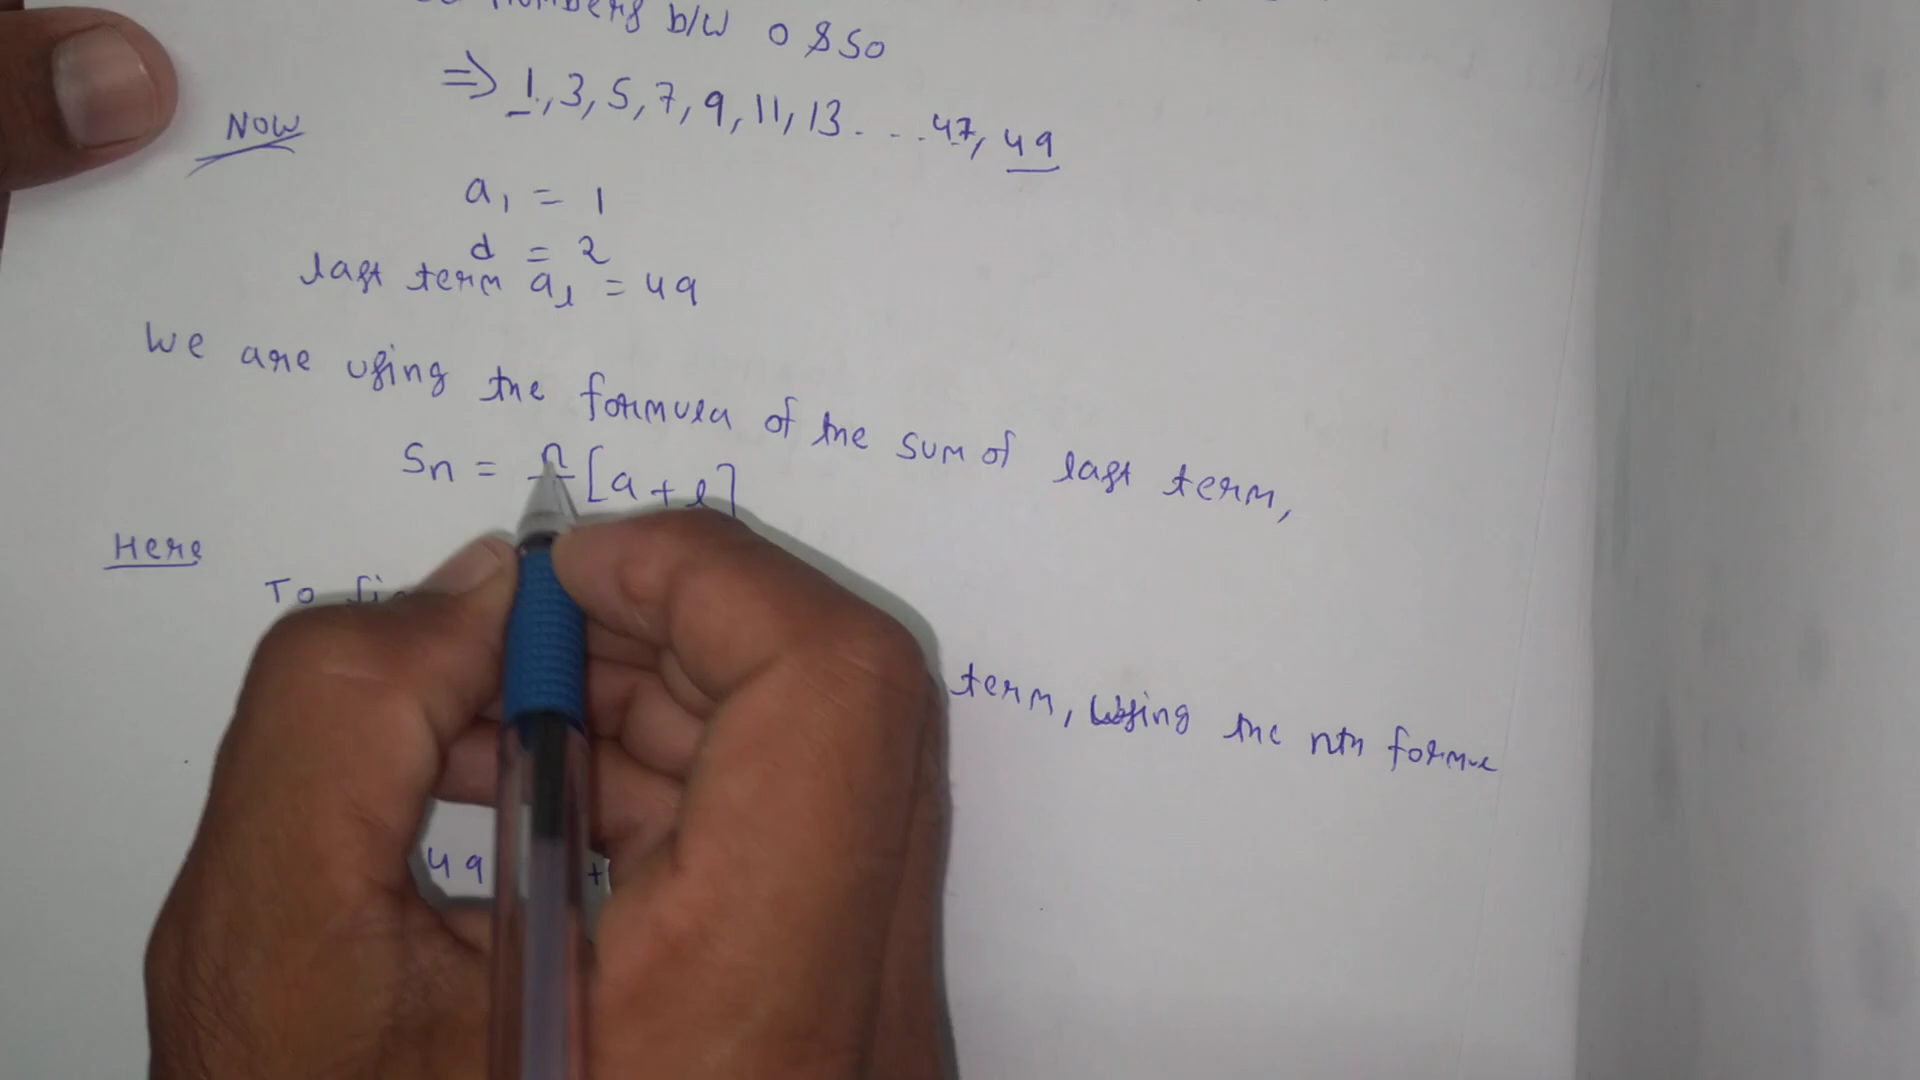 numbers b/w 0 & 50
⇒ 1, 3, 5, 7, 9, 11, 13 . . . . 47, 49
Now
a₁ = 1
d = 2
last term aₗ = 49
We are using the formula of the sum of last term,
Sn = n/2 [a + l]
Here
To
term, Using the nth formul
49 +